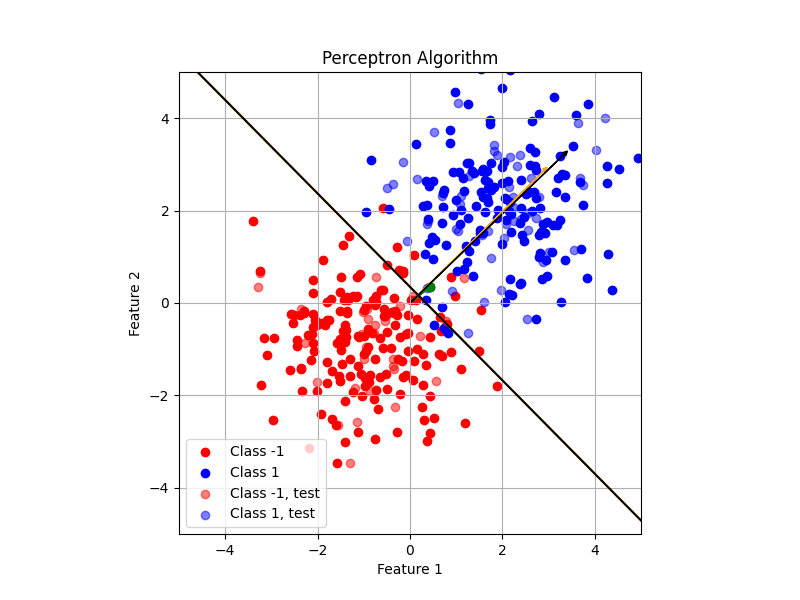 Perceptron Algorithm
4
2
0
−2
−4
Feature 2
Class -1
Class 1
Class -1, test
Class 1, test
−4
−2
0
2
4
Feature 1